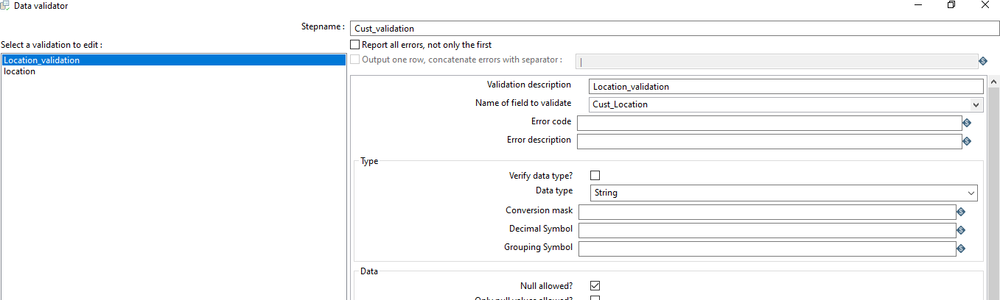 Data validator
Stepname :
Cust_validation
Select a validation to edit :
Report all errors, not only the first
Location_validation
Output one row, concatenate errors with separator :
|
location
Validation description
Location_validation
Name of field to validate
Cust_Location
Error code
Error description
Type
Verify data type?
Data type
String
Conversion mask
Decimal Symbol
Grouping Symbol
Data
Null allowed?
Only null values allowed?